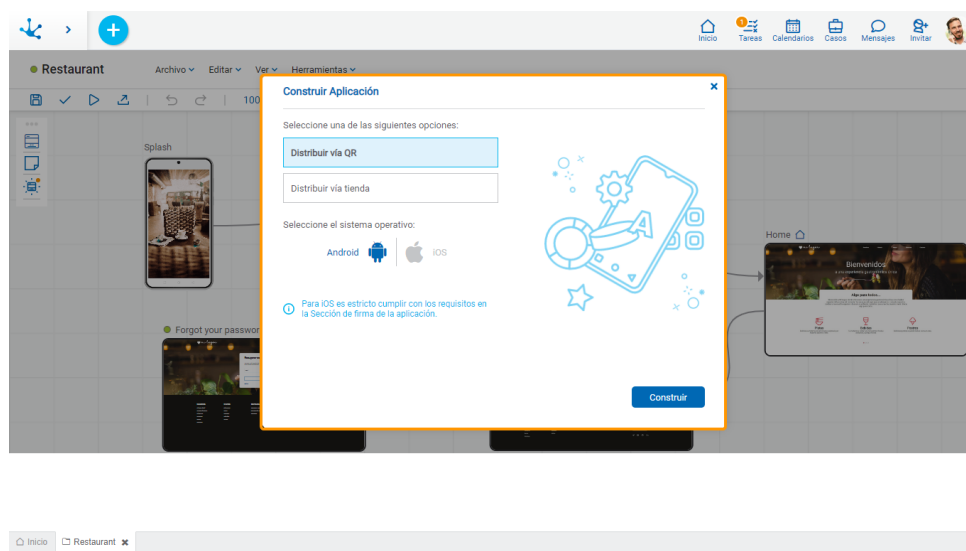 1
Inicio
Tareas
Calendarios
Casos
Mensajes
Invitar
Restaurant
Archivo
Editar
Ver
Herramientas
100
Construir Aplicación
Seleccione una de las siguientes opciones:
Distribuir vía QR
Distribuir vía tienda
Seleccione el sistema operativo:
Android
iOS
Para iOS es estricto cumplir con los requisitos en
la Sección de firma de la aplicación.
Construir
A
Splash
Home
Bienvenidos
Forgot your passwor
Inicio
Restaurant